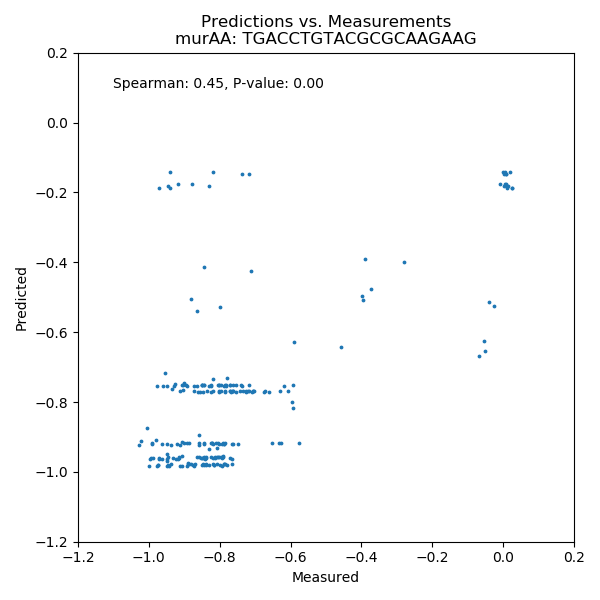 Predictions vs. Measurements
murAA: TGACCTGTACGCGCAAGAAG
Spearman: 0.45, P-value: 0.00
0.2
0.0
−0.2
−0.4
−0.6
−0.8
−1.0
−1.2
Predicted
−1.2 −1.0 −0.8 −0.6 −0.4 −0.2 0.0 0.2
Measured